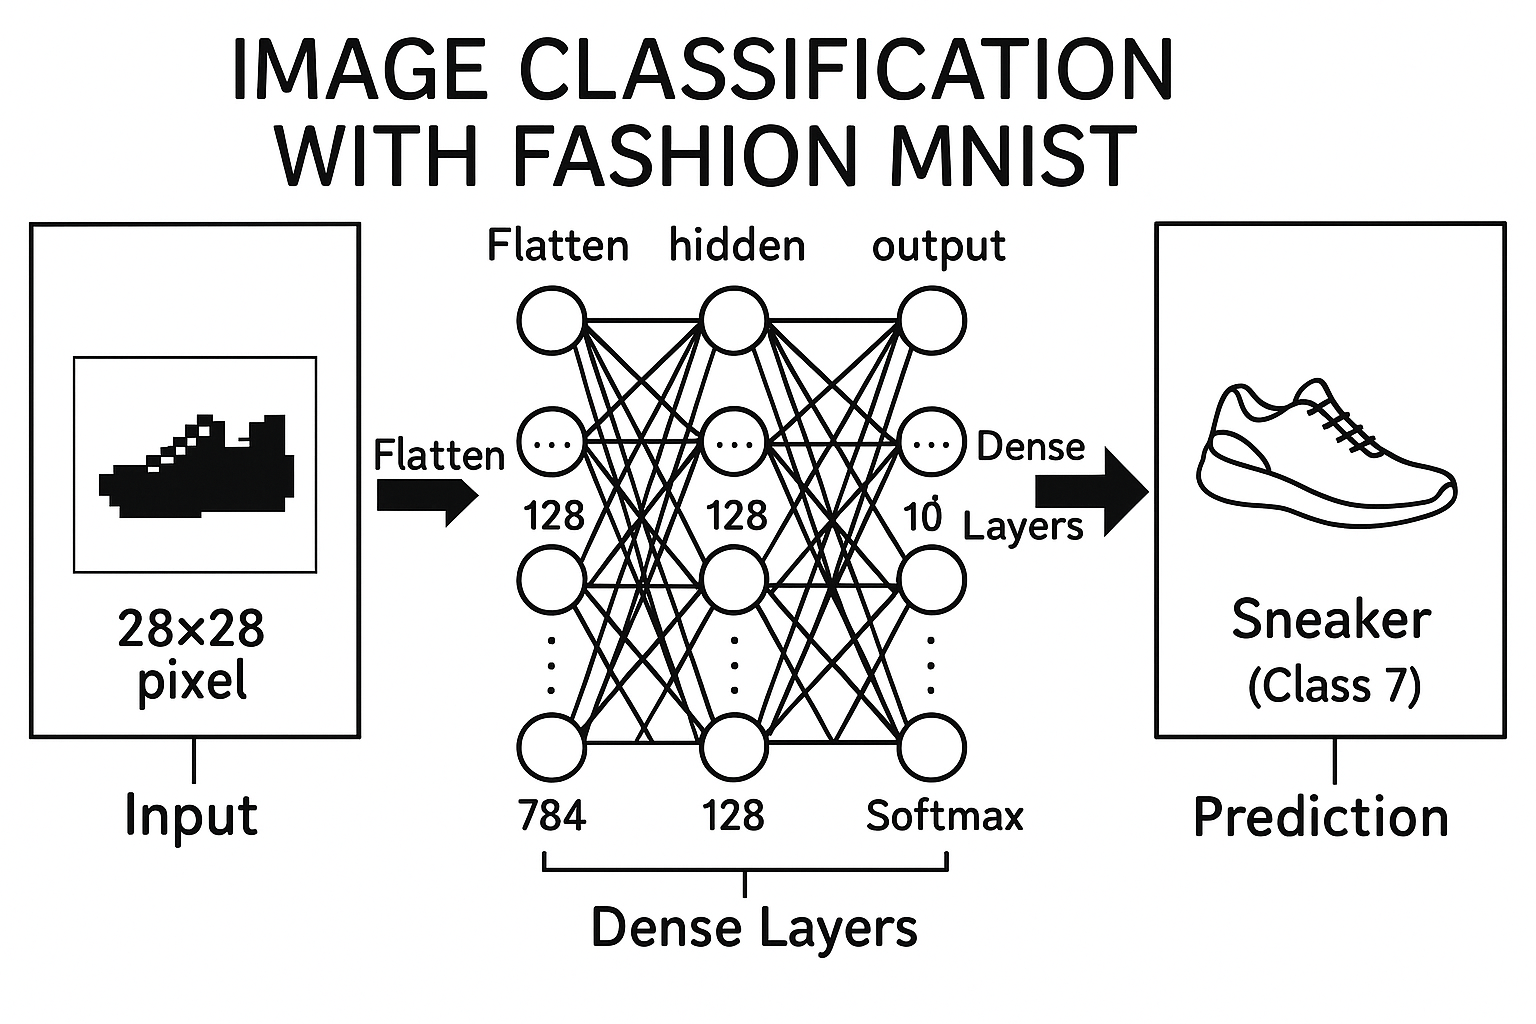 IMAGE CLASSIFICATION
WITH FASHION MNIST
28×28
pixel
Input
Flatten
Flatten
hidden
output
...
...
...
128
128
10
784
128
Softmax
Dense Layers
Dense
Layers
Sneaker
(Class 7)
Prediction